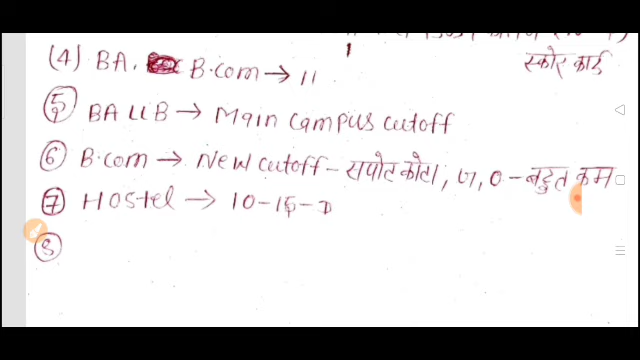 स्कोर कार्ड
(4) BA, B.com → 11
(5) BA LLB → Main Campus Cutoff
(6) B.com → New Cutoff - सपोर्ट कोटा, ज, 0 - बहुत कम
(7) Hostel → 10-15-
(8)